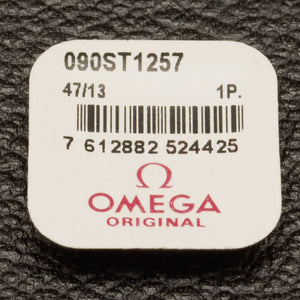 090ST1257
47/13 1P.
7 612882 524425
Ω
OMEGA
ORIGINAL